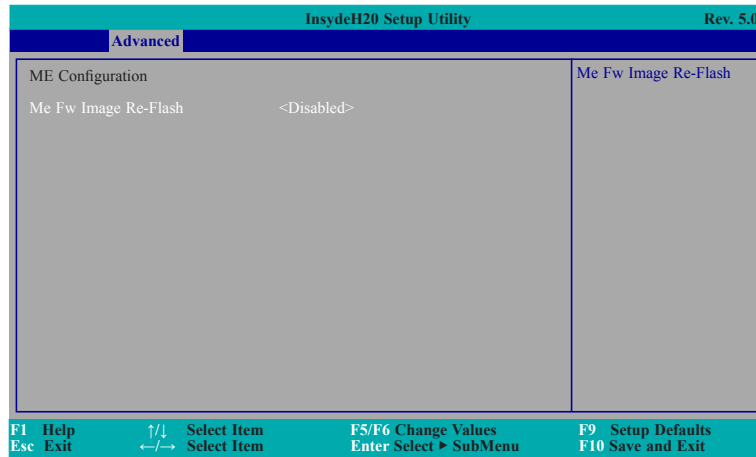 InsydeH20 Setup Utility Rev. 5.0
Advanced
ME Configuration
Me Fw Image Re-Flash <Disabled>
Me Fw Image Re-Flash
F1 Help ↑/↓ Select Item F5/F6 Change Values F9 Setup Defaults
Esc Exit ←/→ Select Item Enter Select ▶ SubMenu F10 Save and Exit